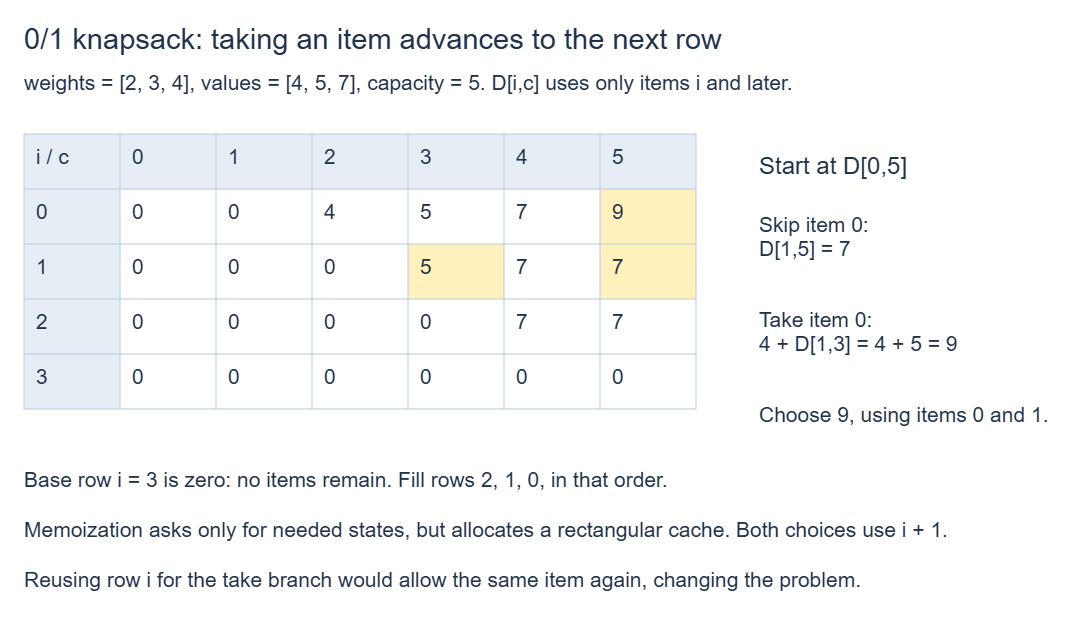 0/1 knapsack: taking an item advances to the next row
weights = [2, 3, 4], values = [4, 5, 7], capacity = 5. D[i,c] uses only items i and later.
i / c 0 1 2 3 4 5
0 0 0 4 5 7 9
1 0 0 0 5 7 7
2 0 0 0 0 7 7
3 0 0 0 0 0 0
Start at D[0,5]
Skip item 0:
D[1,5] = 7
Take item 0:
4 + D[1,3] = 4 + 5 = 9
Choose 9, using items 0 and 1.
Base row i = 3 is zero: no items remain. Fill rows 2, 1, 0, in that order.
Memoization asks only for needed states, but allocates a rectangular cache. Both choices use i + 1.
Reusing row i for the take branch would allow the same item again, changing the problem.